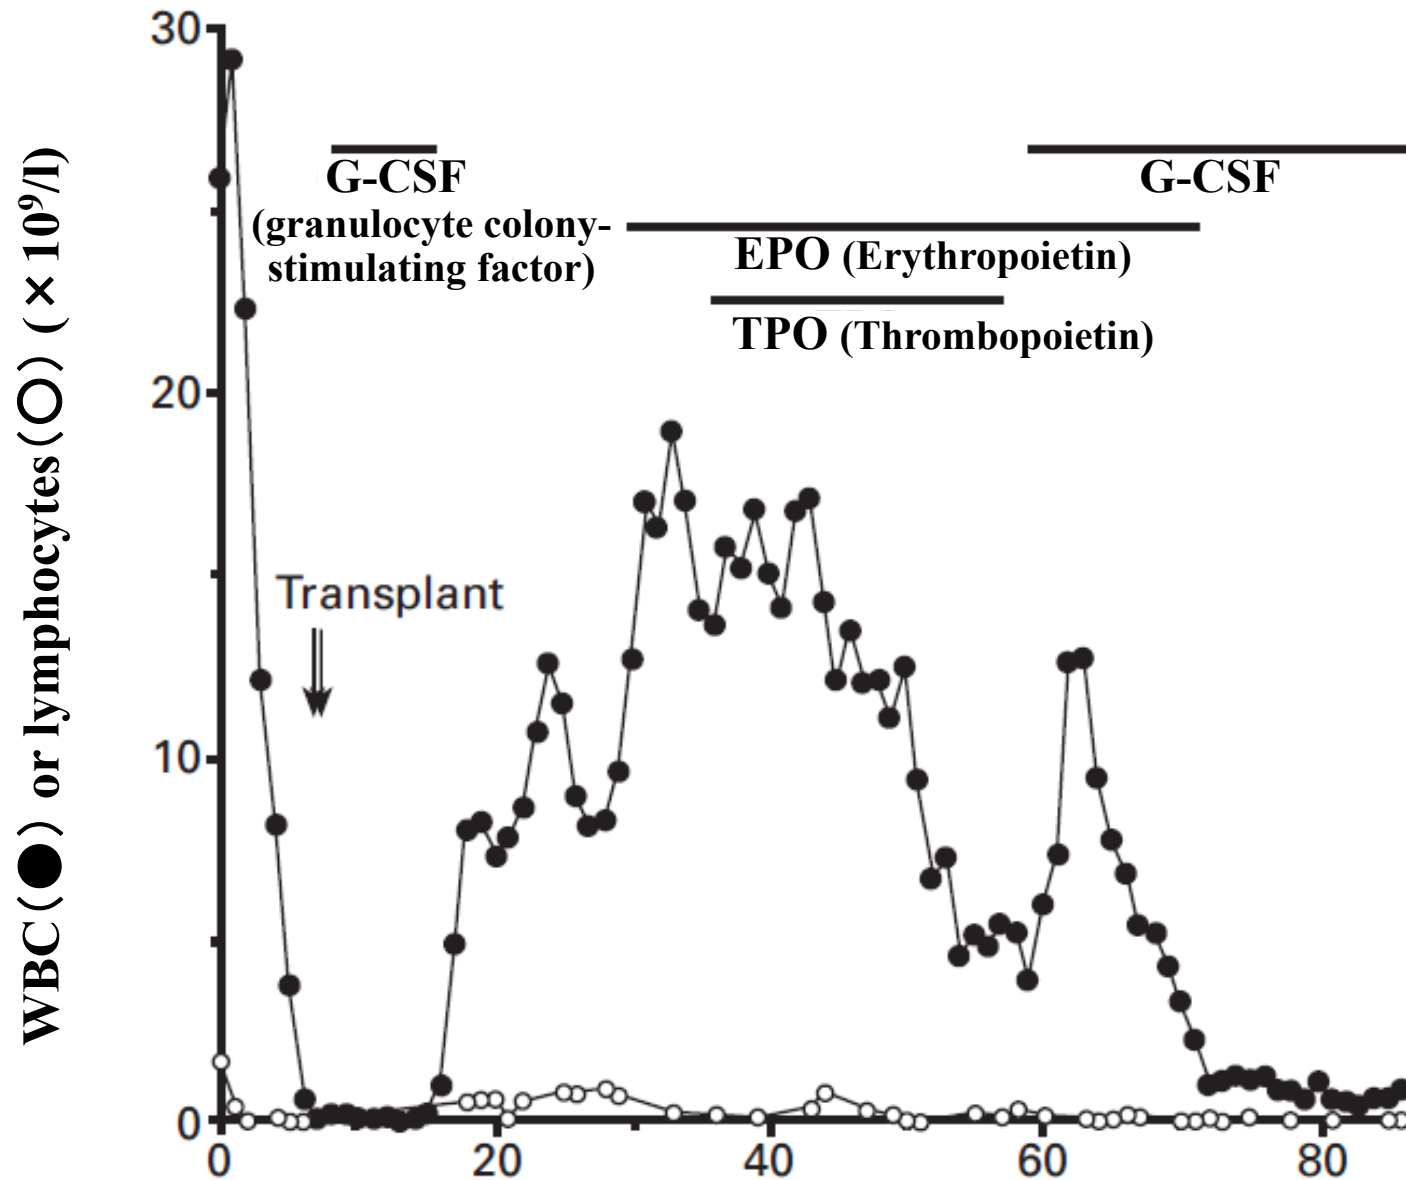 WBC(●) or lymphocytes(○) (×10⁹/l)
30
20
10
0
G-CSF
(granulocyte colony-
stimulating factor)
G-CSF
EPO (Erythropoietin)
TPO (Thrombopoietin)
Transplant
0
20
40
60
80